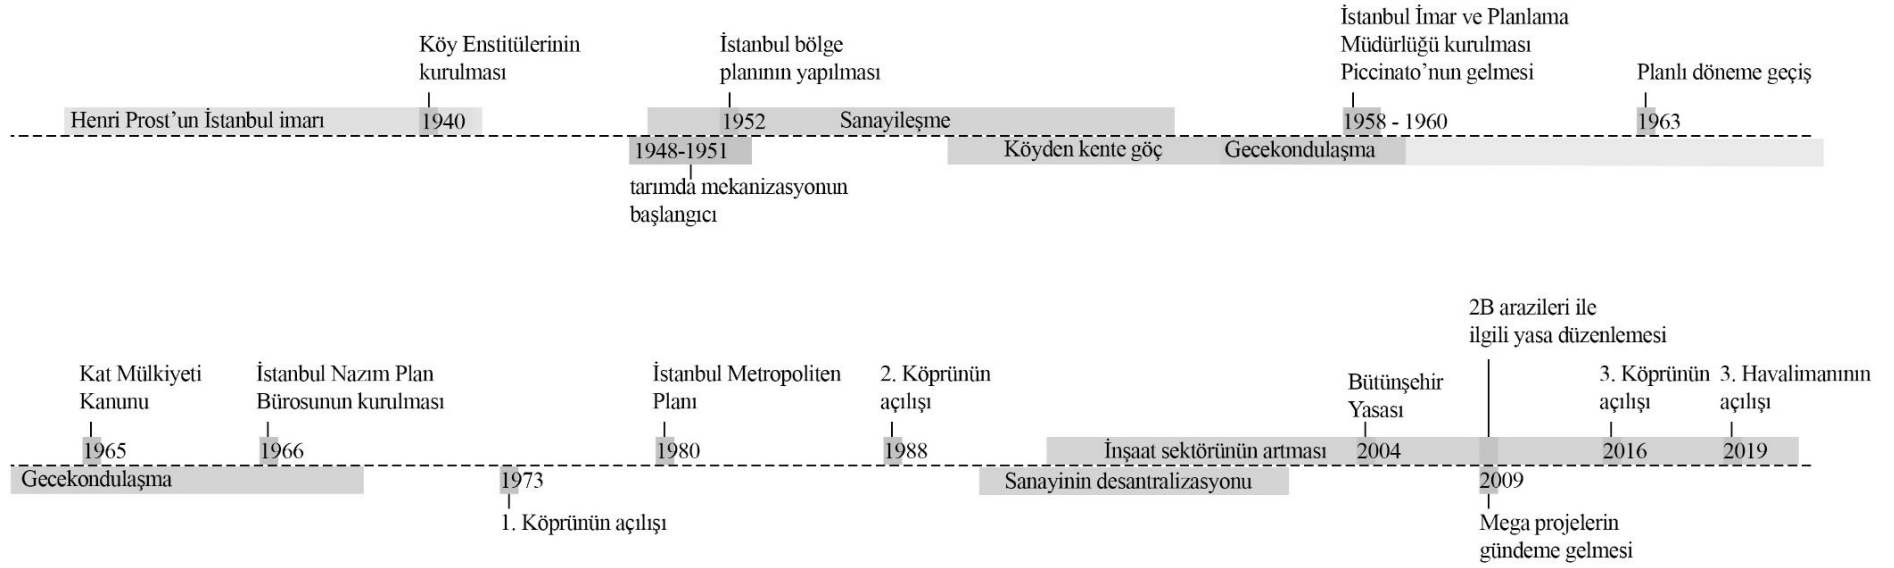 Köy Enstitülerinin
kurulması
İstanbul bölge
planının yapılması
İstanbul İmar ve Planlama
Müdürlüğü kurulması
Piccinato’nun gelmesi
Planlı döneme geçiş
Henri Prost’un İstanbul imarı
1940
1952
Sanayileşme
1958 - 1960
1963
1948-1951
Köyden kente göç
Gecekondulaşma
tarımda mekanizasyonun
başlangıcı
Kat Mülkiyeti
Kanunu
İstanbul Nazım Plan
Bürosunun kurulması
İstanbul Metropoliten
Planı
2. Köprünün
açılışı
Bütünşehir
Yasası
2B arazileri ile
ilgili yasa düzenlemesi
3. Köprünün
açılışı
3. Havalimanının
açılışı
1965
1966
1980
1988
İnşaat sektörünün artması
2004
2016
2019
Gecekondulaşma
1973
Sanayinin desantralizasyonu
2009
1. Köprünün açılışı
Mega projelerin
gündeme gelmesi